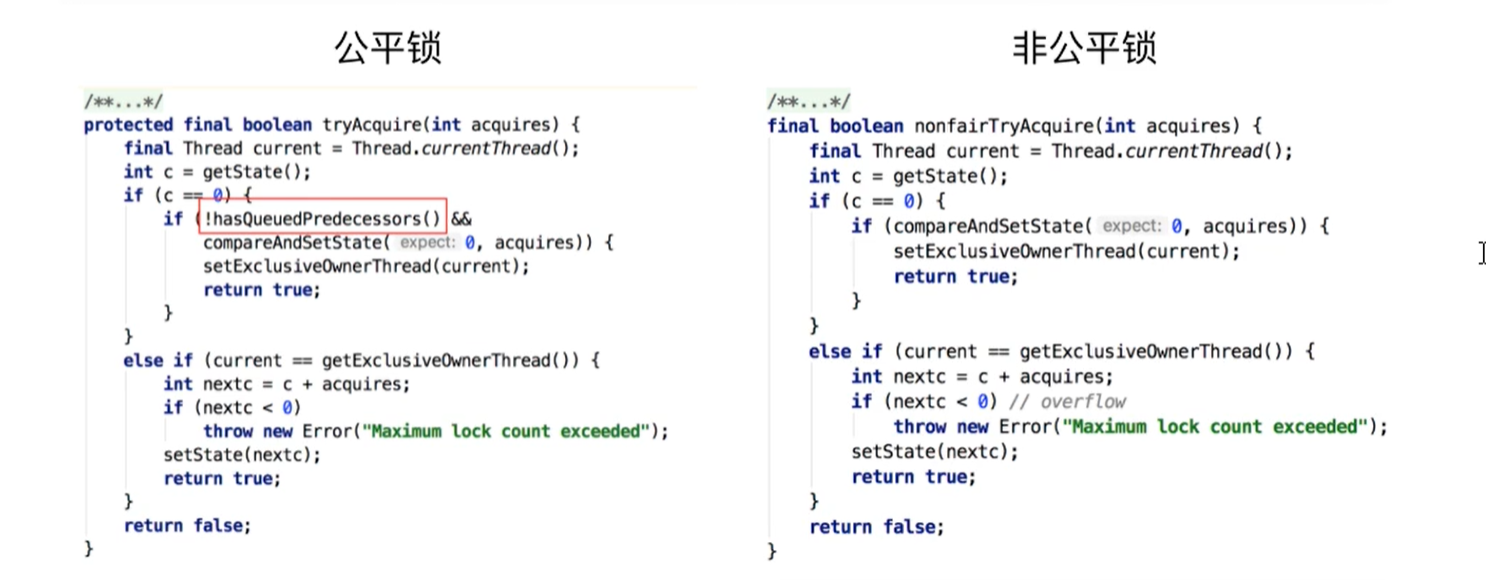 公平锁
/**...*/
protected final boolean tryAcquire(int acquires) {
    final Thread current = Thread.currentThread();
    int c = getState();
    if (c == 0) {
        if (!hasQueuedPredecessors() &&
            compareAndSetState( expect: 0, acquires)) {
            setExclusiveOwnerThread(current);
            return true;
        }
    }
    else if (current == getExclusiveOwnerThread()) {
        int nextc = c + acquires;
        if (nextc < 0)
            throw new Error("Maximum lock count exceeded");
        setState(nextc);
        return true;
    }
    return false;
}
非公平锁
/**...*/
final boolean nonfairTryAcquire(int acquires) {
    final Thread current = Thread.currentThread();
    int c = getState();
    if (c == 0) {
        if (compareAndSetState( expect: 0, acquires)) {
            setExclusiveOwnerThread(current);
            return true;
        }
    }
    else if (current == getExclusiveOwnerThread()) {
        int nextc = c + acquires;
        if (nextc < 0) // overflow
            throw new Error("Maximum lock count exceeded");
        setState(nextc);
        return true;
    }
    return false;
}